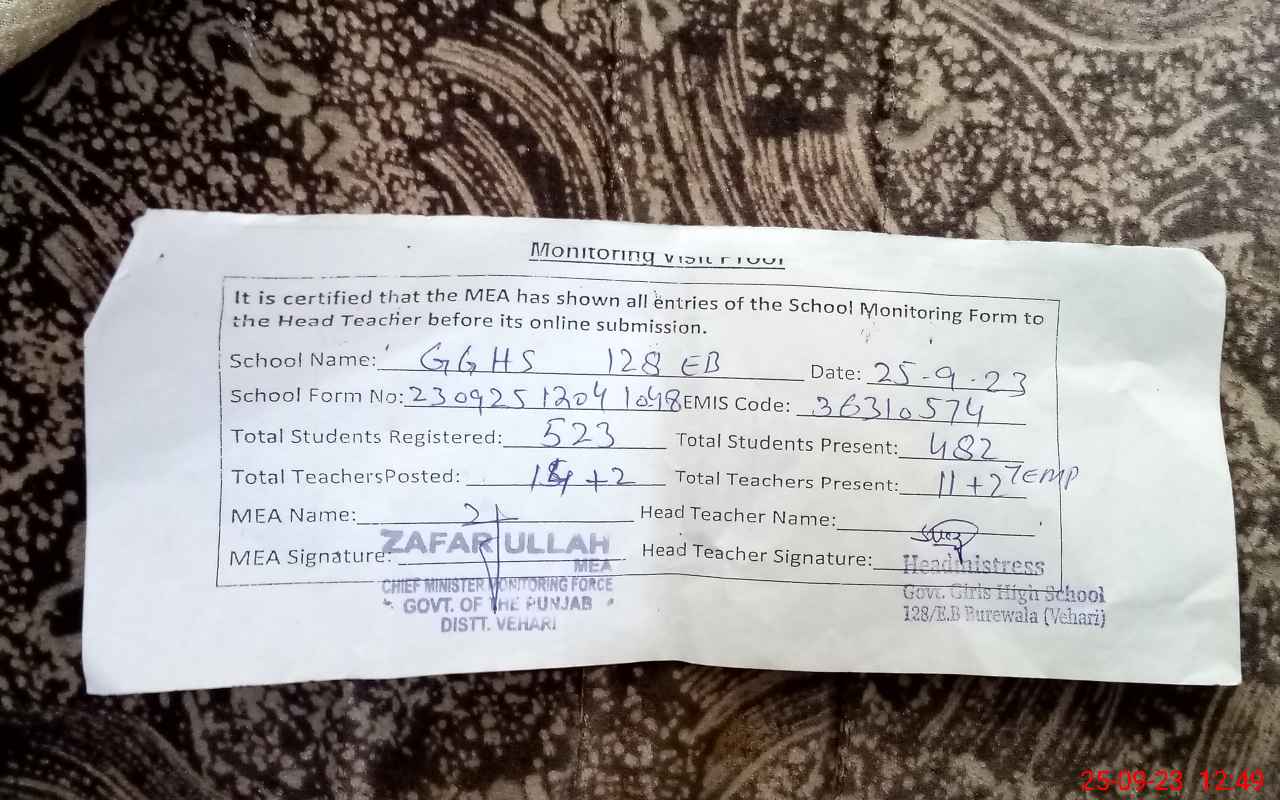 Monitoring Visit Proof
It is certified that the MEA has shown all entries of the School Monitoring Form to
the Head Teacher before its online submission.
School Name: GGHS 128 EB Date: 25-9-23
School Form No: 2309251204 1048 EMIS Code: 36310574
Total Students Registered: 523 Total Students Present: 482
Total TeachersPosted: +2 Total Teachers Present: 11+2 TEMP
MEA Name: Head Teacher Name:
MEA Signature: Head Teacher Signature:
ZAFAR ULLAH
MEA
CHIEF MINISTER MONITORING FORCE
GOVT. OF THE PUNJAB
DISTT. VEHARI
Headmistress
Govt. Girls High School
128/E.B Burewala (Vehari)
25-09-23 12:49